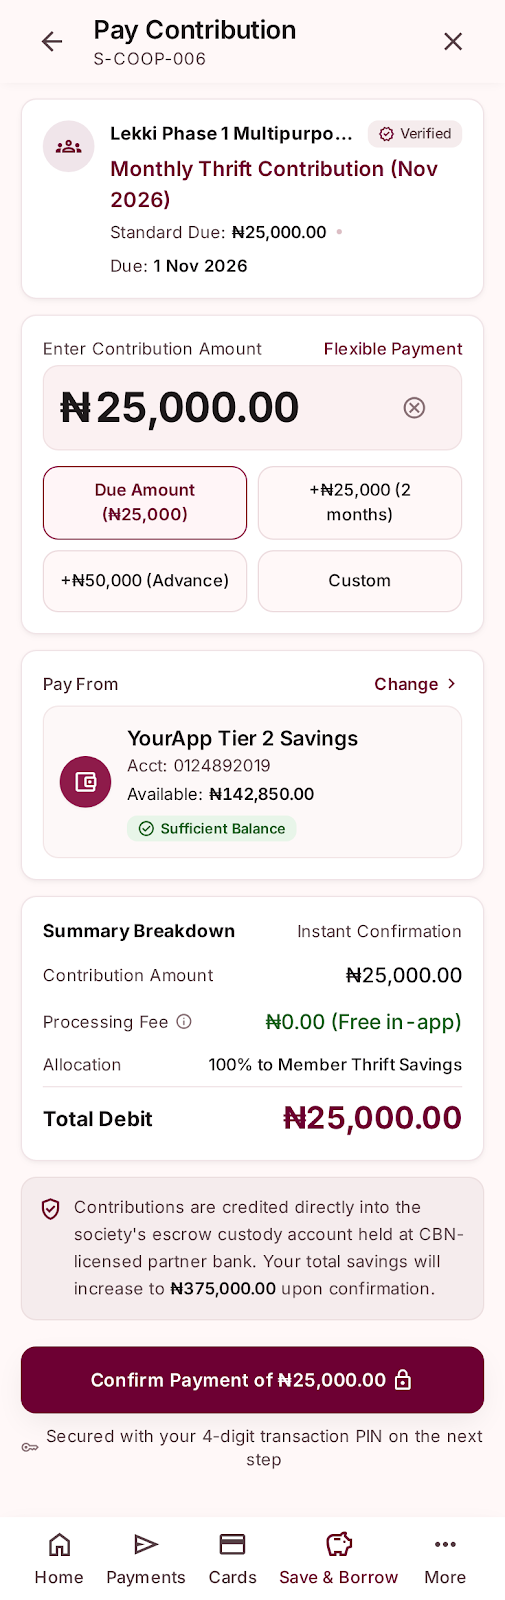 Pay Contribution
S-COOP-006
Lekki Phase 1 Multipurpo...
Verified
Monthly Thrift Contribution (Nov
2026)
Standard Due: ₦25,000.00 •
Due: 1 Nov 2026
Enter Contribution Amount
Flexible Payment
₦25,000.00
Due Amount
(₦25,000)
+₦25,000 (2
months)
+₦50,000 (Advance)
Custom
Pay From
Change
YourApp Tier 2 Savings
Acct: 0124892019
Available: ₦142,850.00
Sufficient Balance
Summary Breakdown
Instant Confirmation
Contribution Amount
₦25,000.00
Processing Fee
₦0.00 (Free in-app)
Allocation
100% to Member Thrift Savings
Total Debit
₦25,000.00
Contributions are credited directly into the
society's escrow custody account held at CBN-
licensed partner bank. Your total savings will
increase to ₦375,000.00 upon confirmation.
Confirm Payment of ₦25,000.00
Secured with your 4-digit transaction PIN on the next
step
Home
Payments
Cards
Save & Borrow
More